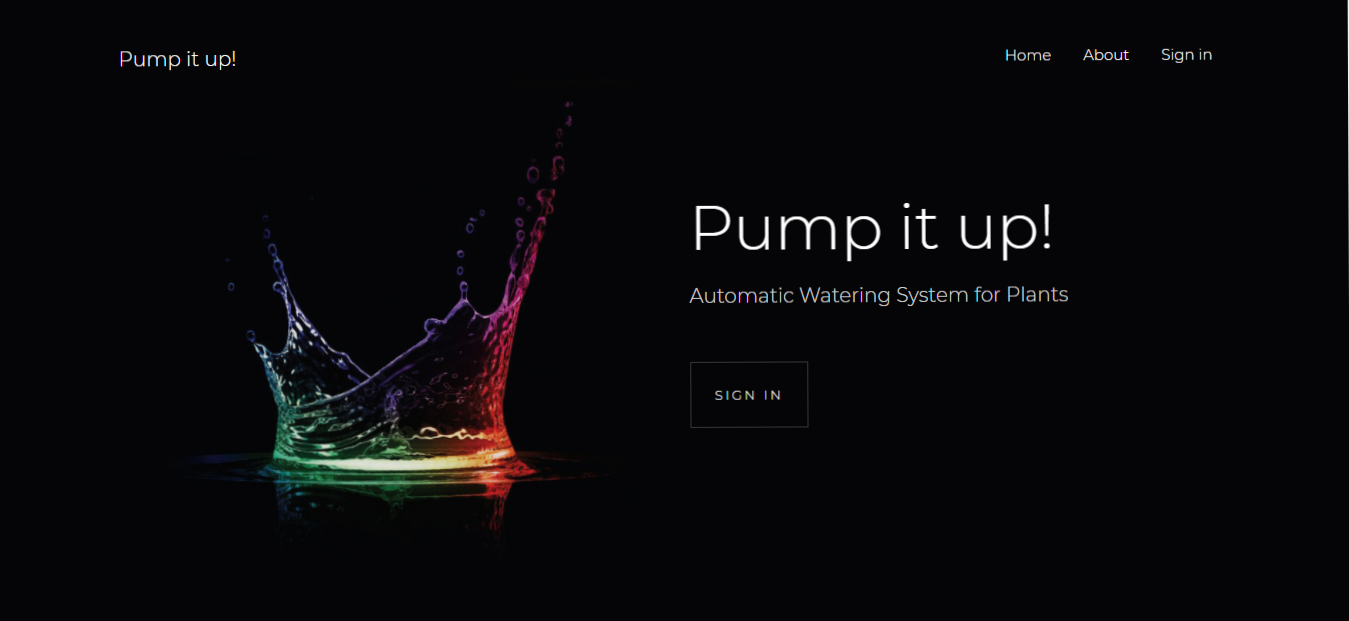 Pump it up!
Home About Sign in
Pump it up!
Automatic Watering System for Plants
SIGN IN